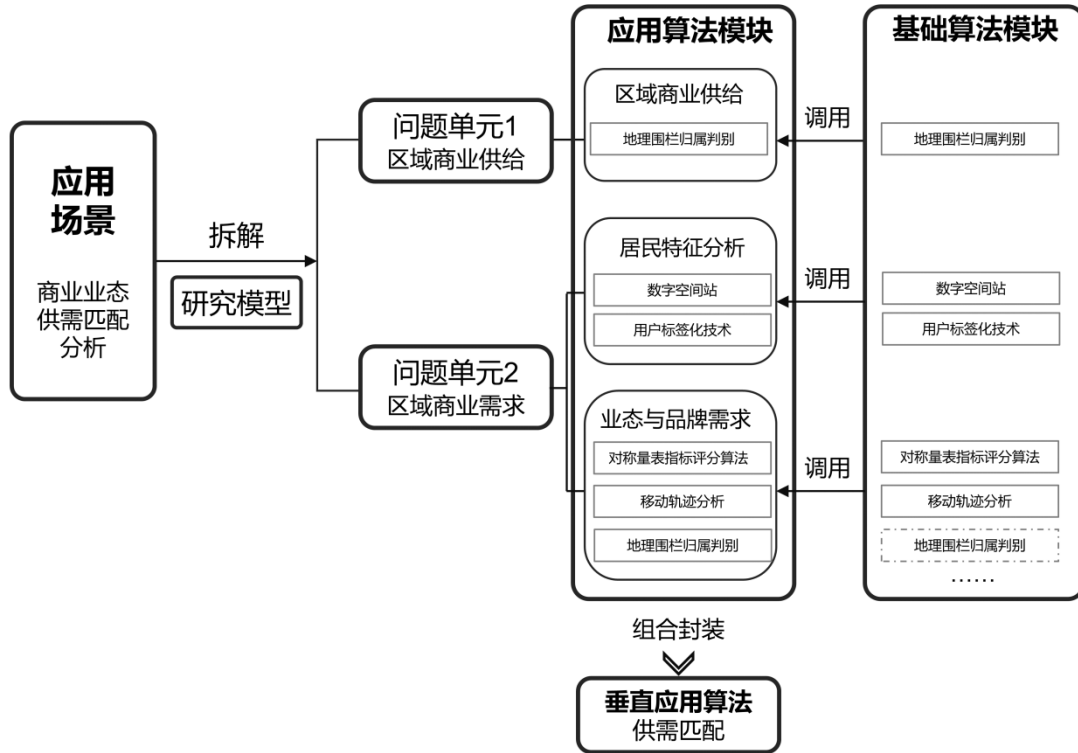 应用
场景
商业业态
供需匹配
分析
拆解
研究模型
问题单元1
区域商业供给
问题单元2
区域商业需求
应用算法模块
区域商业供给
地理围栏归属判别
居民特征分析
数字空间站
用户标签化技术
业态与品牌需求
对称量表指标评分算法
移动轨迹分析
地理围栏归属判别
调用
调用
调用
基础算法模块
地理围栏归属判别
数字空间站
用户标签化技术
对称量表指标评分算法
移动轨迹分析
地理围栏归属判别
……
组合封装
垂直应用算法
供需匹配